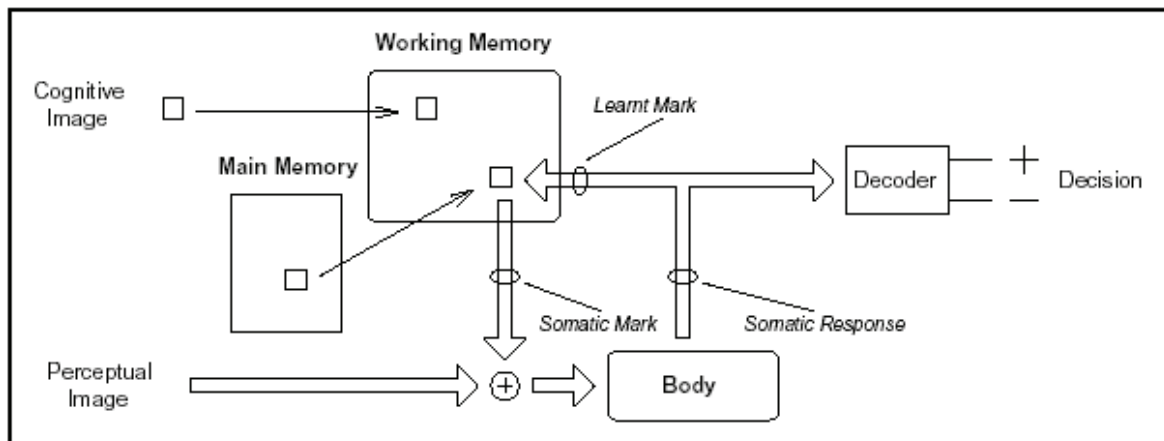 Working Memory
Cognitive
Image
Learnt Mark
Main Memory
Decoder
+
Decision
−
Somatic Mark
Somatic Response
Perceptual
Image
+
Body